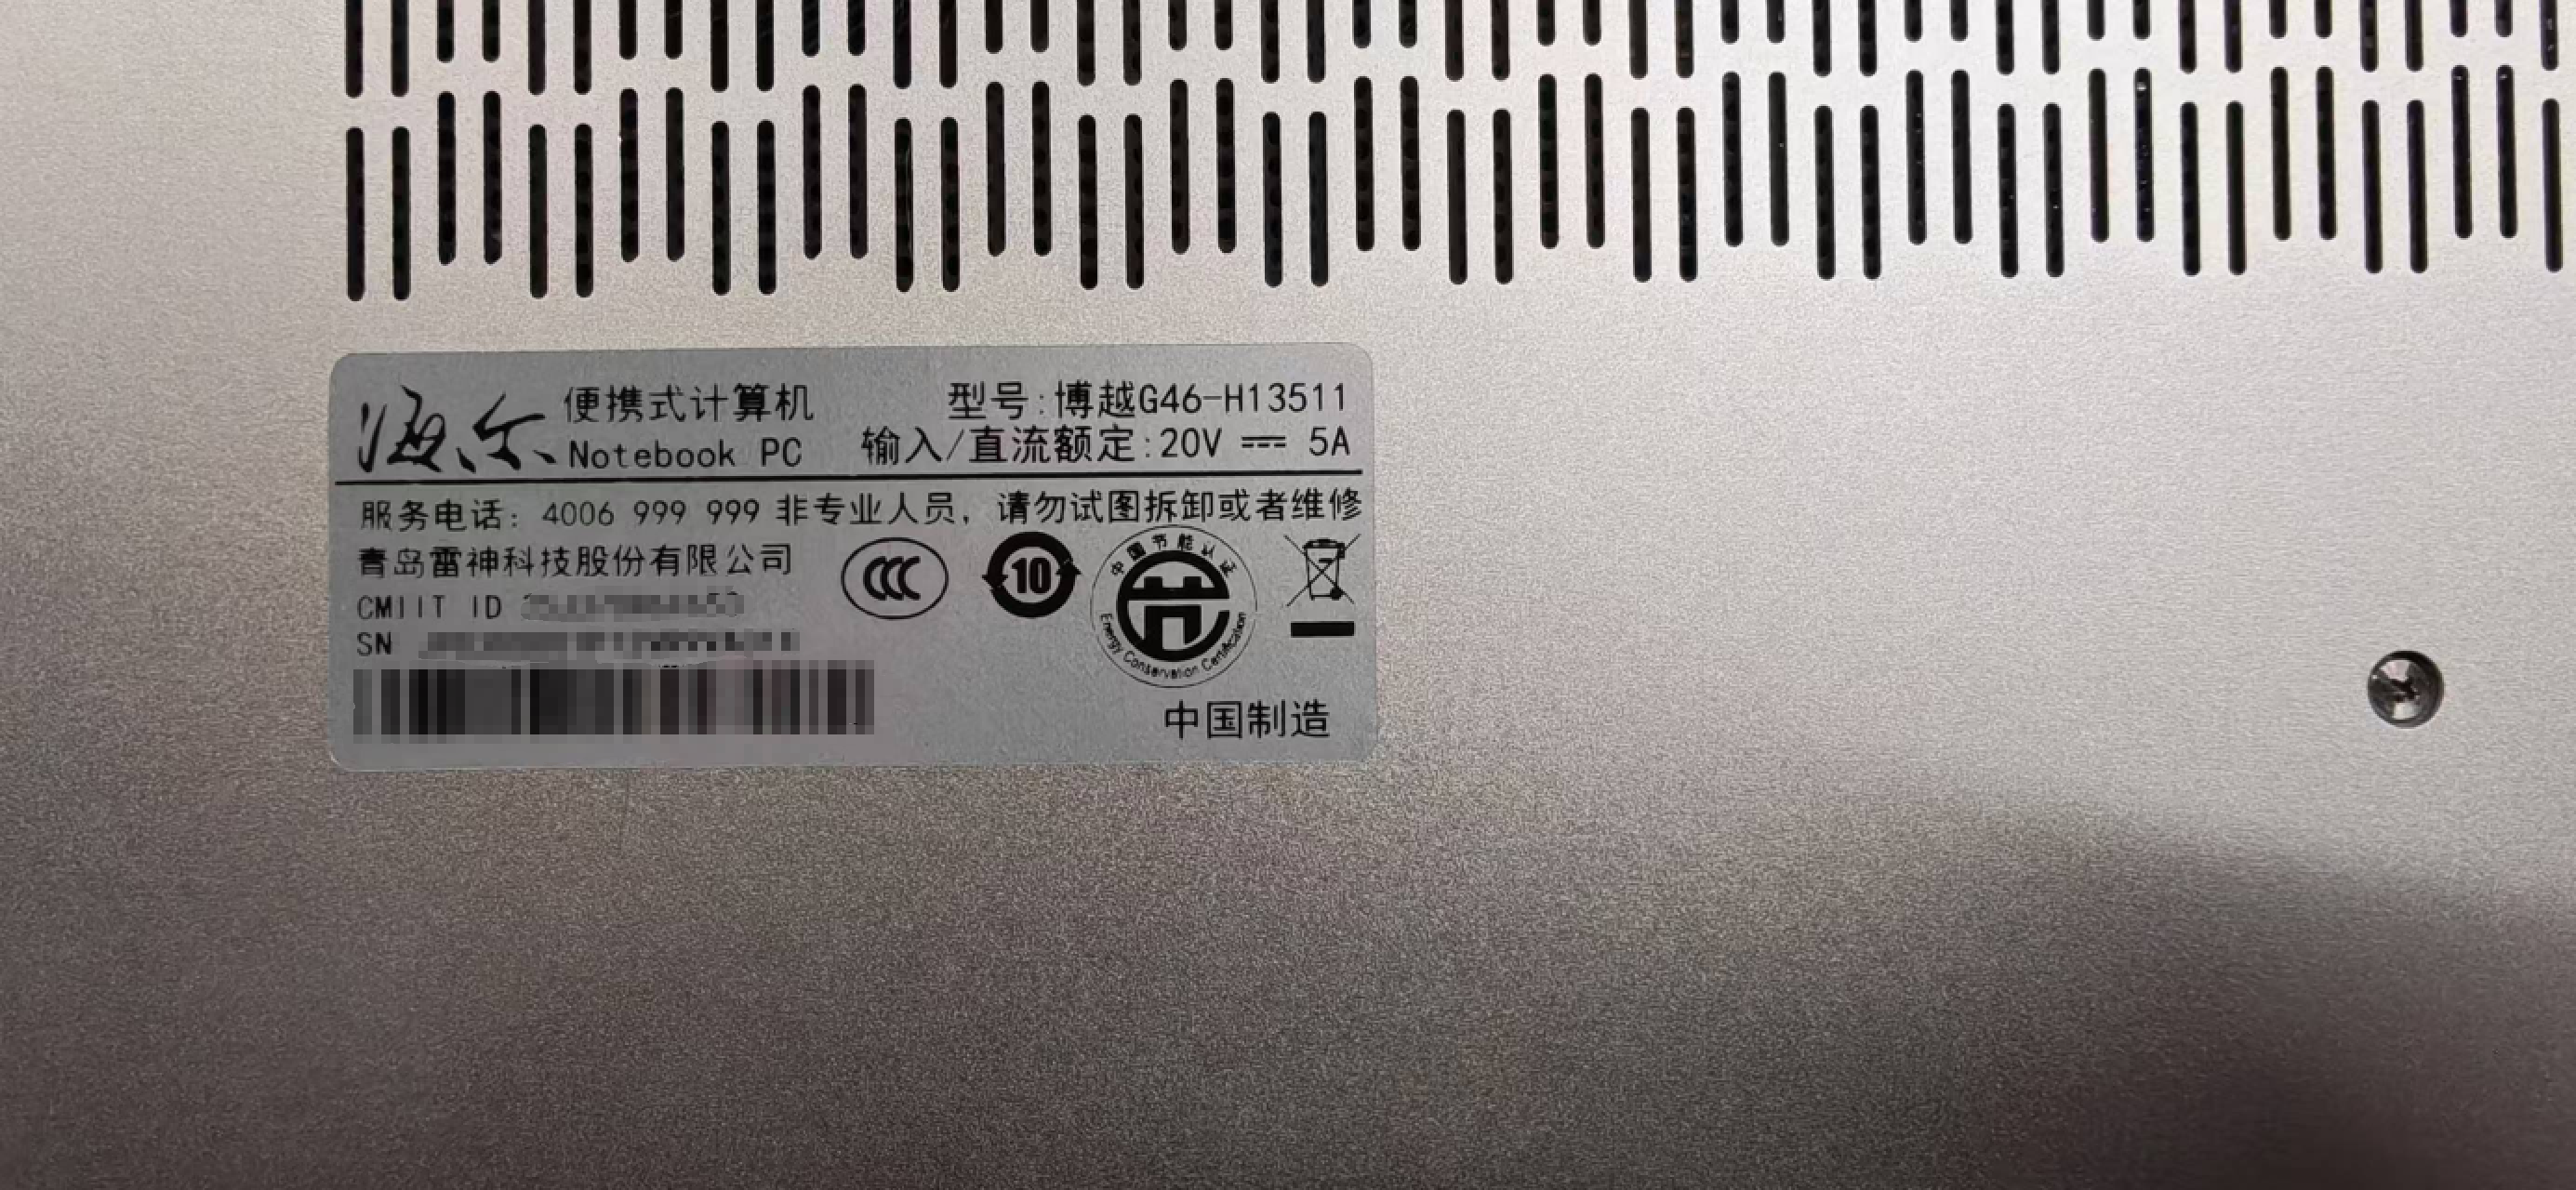 海尔 便携式计算机 型号:博越G46-H13511
Notebook PC 输入/直流额定:20V ⎓ 5A
服务电话: 4006 999 999 非专业人员, 请勿试图拆卸或者维修
青岛雷神科技股份有限公司
CCC
10
中国节能认证
Energy Conservation Certification
CMIIT ID
SN
中国制造